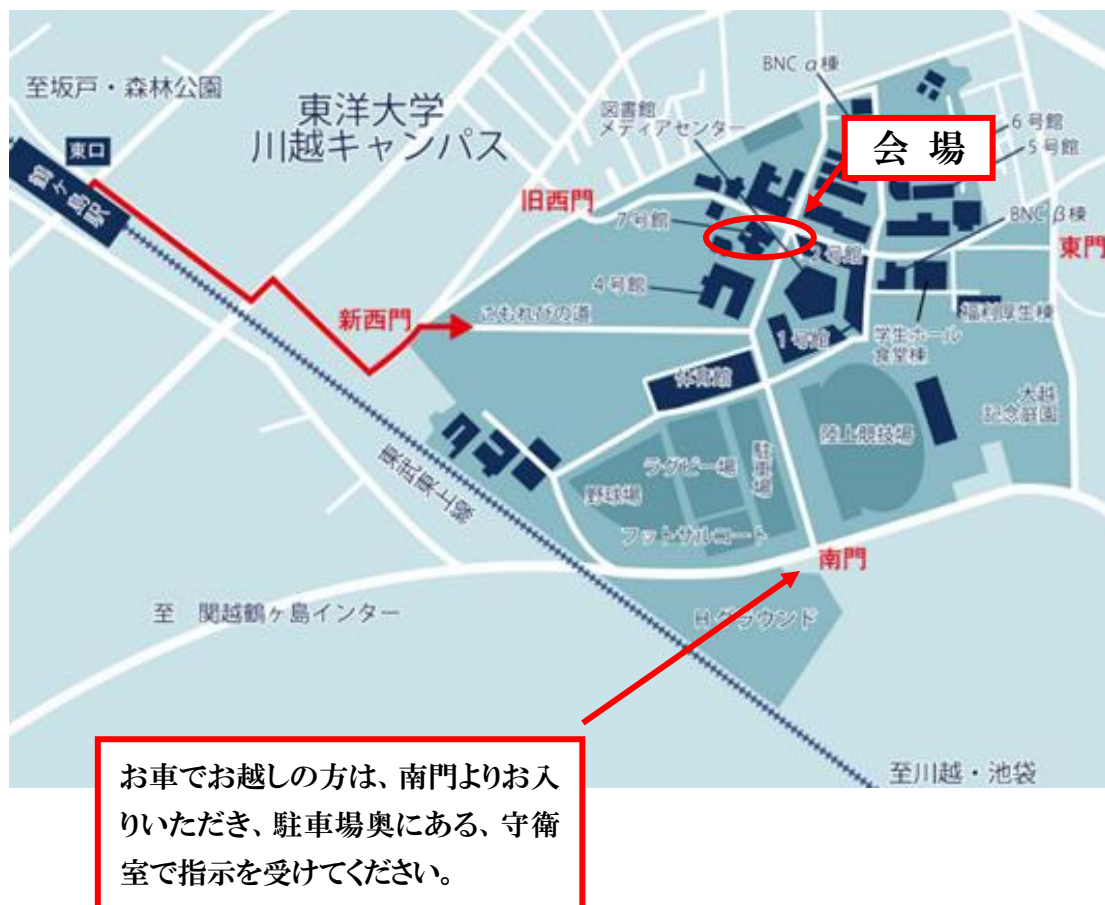 至坂戸・森林公園
東洋大学
川越キャンパス
BNC α棟
図書館
メディアセンター
会 場
6号館
5号館
東口
鶴ヶ島駅
旧西門
7号館
2号館
BNC β棟
東門
4号館
新西門
こもれびの道
福利厚生棟
1号館
学生ホール
食堂棟
体育館
大越
記念庭園
陸上競技場
駐車場
ラグビー場
野球場
東武東上線
フットサルコート
南門
至 関越鶴ヶ島インター
Hグラウンド
至川越・池袋
お車でお越しの方は、南門よりお入
りいただき、駐車場奥にある、守衛
室で指示を受けてください。